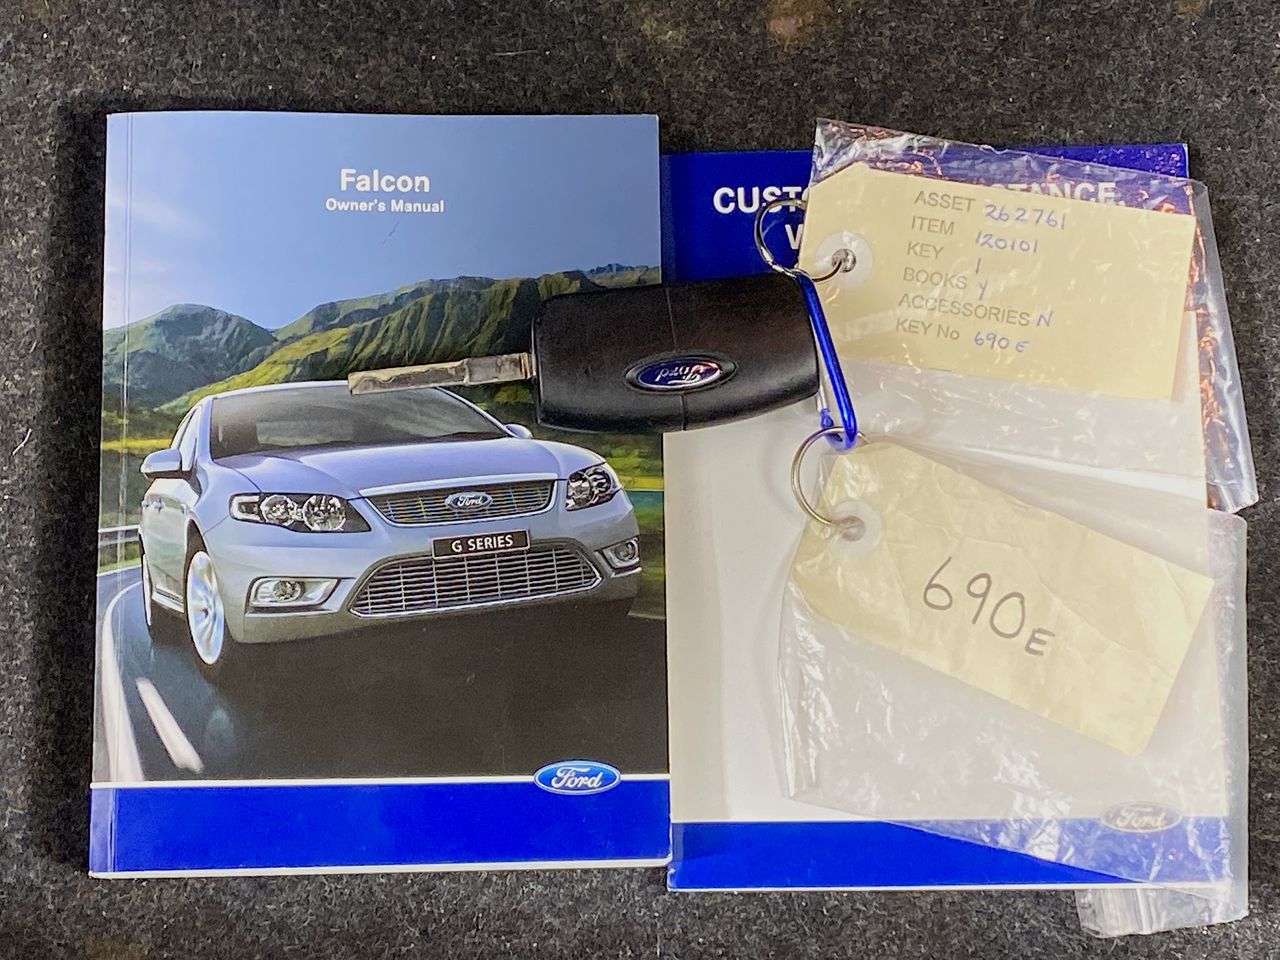 Falcon
Owner's Manual
Ford
G SERIES
Ford
CUSTO
TANCE,
W
Ford
ASSET 262761
ITEM 120101
KEY 1
BOOKS Y
ACCESSORIES N
KEY No 690E
690E
Ford